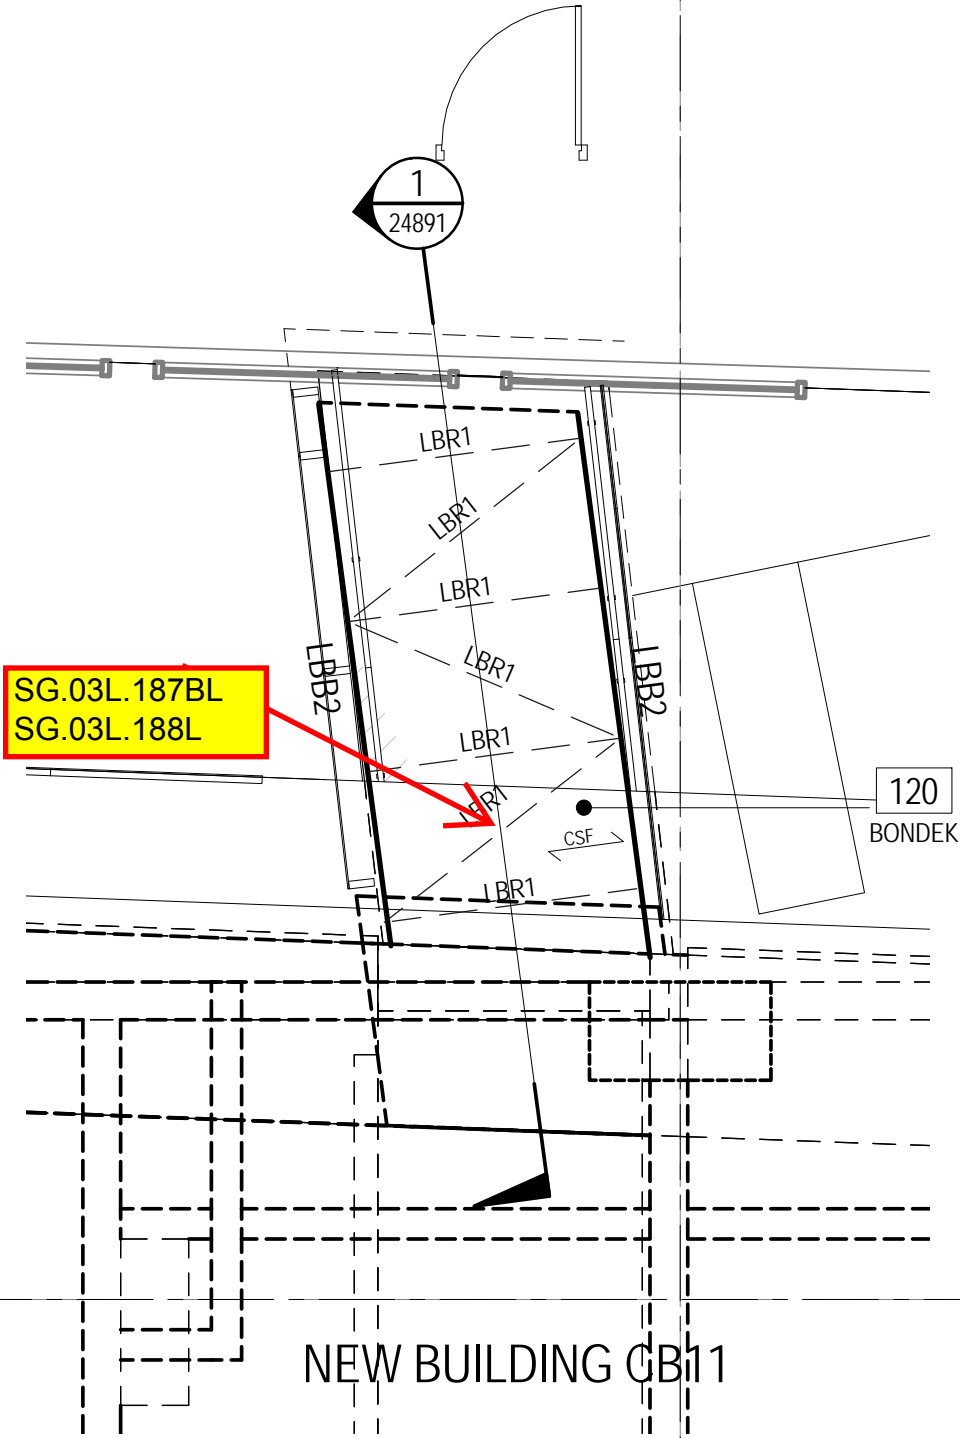 1
24891
LBR1
LBR1
LBR1
LBB2
LBR1
LBB2
SG.03L.187BL
SG.03L.188L
LBR1
LBR1
120
BONDEK
CSF
LBR1
NEW BUILDING CB11